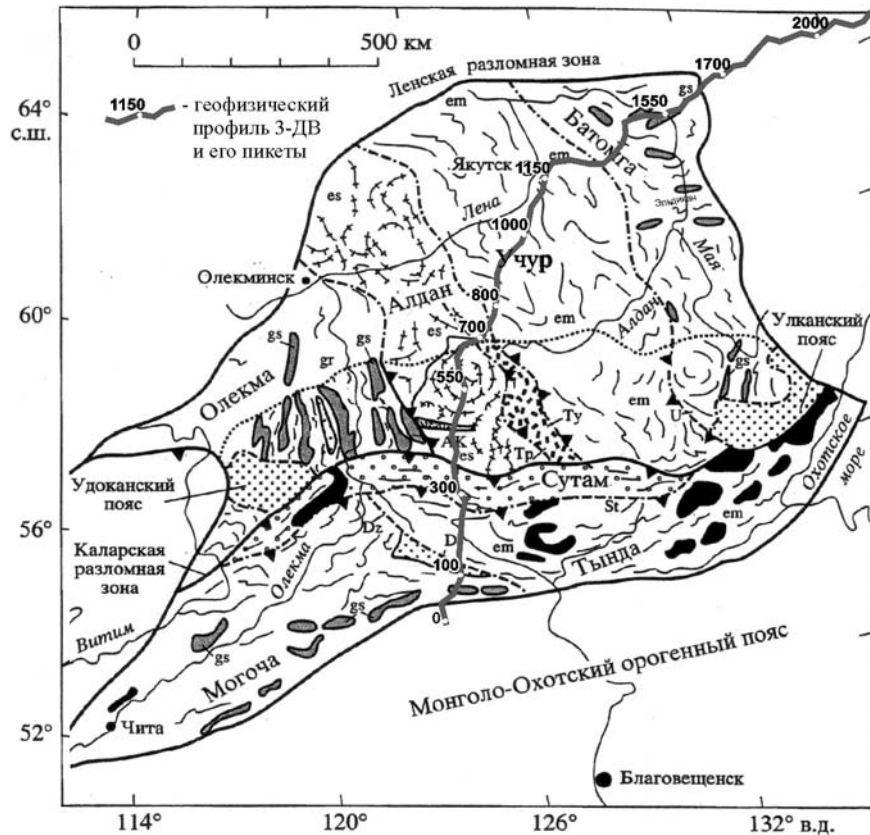 0 500 км
2000
1700
Ленская разломная зона
1150
- геофизический
профиль 3-ДВ
и его пикеты
64°
с.ш.
em
gs
1550
Батомга
Якутск
1150
em
es
Эльдикан
Лена
1000
Мая
Учур
Олекминск
Алдан
800
60°
es
em
Алдан
Улканский
пояс
700
gs
gr
gs
gs
550
Олекма
em
Ty
U
АК
es
Tp
Удоканский
пояс
300
Сутам
St
Охотское
море
56°
Каларская
разломная
зона
Олекма
Dz
D
em
em
100
Тында
Витим
gs
0
gs
Могоча
Монголо-Охотский орогенный пояс
52°
Чита
Благовещенск
114° 120° 126° 132° в.д.